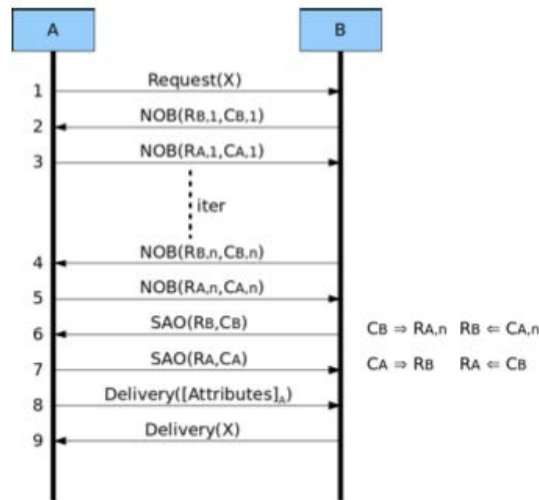 A B
1 Request(X)
2 NOB(RB,1,CB,1)
3 NOB(RA,1,CA,1)
iter
4 NOB(RB,n,CB,n)
5 NOB(RA,n,CA,n)
6 SAO(RB,CB) CB ⇒ RA,n RB ⇐ CA,n
7 SAO(RA,CA) CA ⇒ RB RA ⇐ CB
8 Delivery([Attributes]A)
9 Delivery(X)